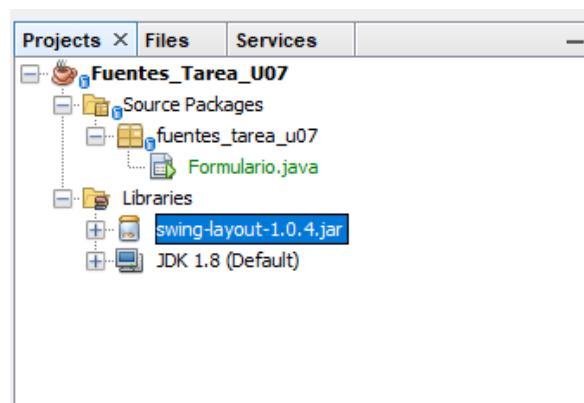 Projects × Files Services
Fuentes_Tarea_U07
Source Packages
fuentes_tarea_u07
Formulario.java
Libraries
swing-layout-1.0.4.jar
JDK 1.8 (Default)